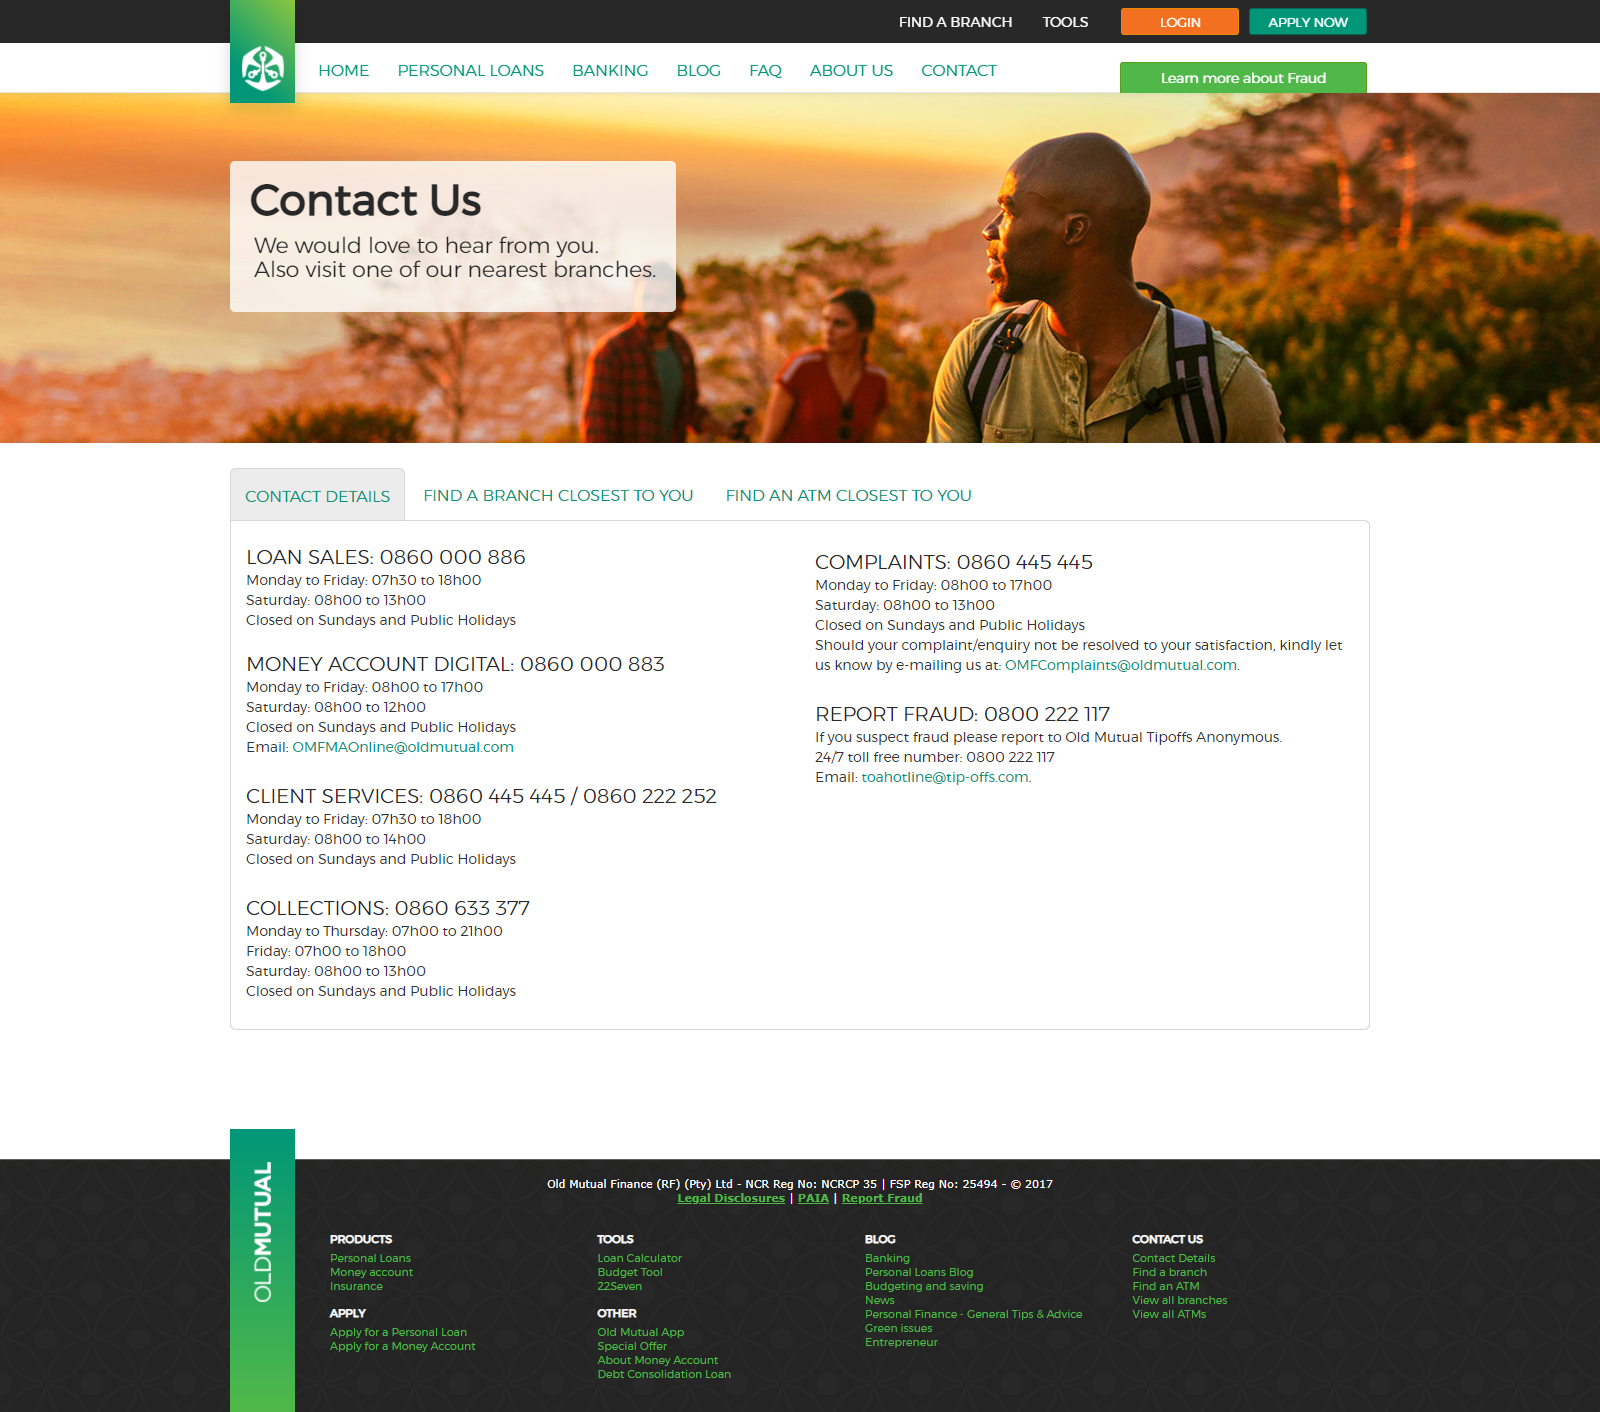 FIND A BRANCH TOOLS LOGIN APPLY NOW
HOME PERSONAL LOANS BANKING BLOG FAQ ABOUT US CONTACT Learn more about Fraud
Contact Us
We would love to hear from you.
Also visit one of our nearest branches.
CONTACT DETAILS FIND A BRANCH CLOSEST TO YOU FIND AN ATM CLOSEST TO YOU
LOAN SALES: 0860 000 886
Monday to Friday: 07h30 to 18h00
Saturday: 08h00 to 13h00
Closed on Sundays and Public Holidays
MONEY ACCOUNT DIGITAL: 0860 000 883
Monday to Friday: 08h00 to 17h00
Saturday: 08h00 to 12h00
Closed on Sundays and Public Holidays
Email: OMFMAOnline@oldmutual.com
CLIENT SERVICES: 0860 445 445 / 0860 222 252
Monday to Friday: 07h30 to 18h00
Saturday: 08h00 to 14h00
Closed on Sundays and Public Holidays
COLLECTIONS: 0860 633 377
Monday to Thursday: 07h00 to 21h00
Friday: 07h00 to 18h00
Saturday: 08h00 to 13h00
Closed on Sundays and Public Holidays
COMPLAINTS: 0860 445 445
Monday to Friday: 08h00 to 17h00
Saturday: 08h00 to 13h00
Closed on Sundays and Public Holidays
Should your complaint/enquiry not be resolved to your satisfaction, kindly let
us know by e-mailing us at: OMFComplaints@oldmutual.com.
REPORT FRAUD: 0800 222 117
If you suspect fraud please report to Old Mutual Tipoffs Anonymous.
24/7 toll free number: 0800 222 117
Email: toahotline@tip-offs.com.
OLDMUTUAL
Old Mutual Finance (RF) (Pty) Ltd - NCR Reg No: NCRCP 35 | FSP Reg No: 25494 - © 2017
Legal Disclosures | PAIA | Report Fraud
PRODUCTS
Personal Loans
Money account
Insurance
APPLY
Apply for a Personal Loan
Apply for a Money Account
TOOLS
Loan Calculator
Budget Tool
22Seven
OTHER
Old Mutual App
Special Offer
About Money Account
Debt Consolidation Loan
BLOG
Banking
Personal Loans Blog
Budgeting and saving
News
Personal Finance - General Tips & Advice
Green issues
Entrepreneur
CONTACT US
Contact Details
Find a branch
Find an ATM
View all branches
View all ATMs